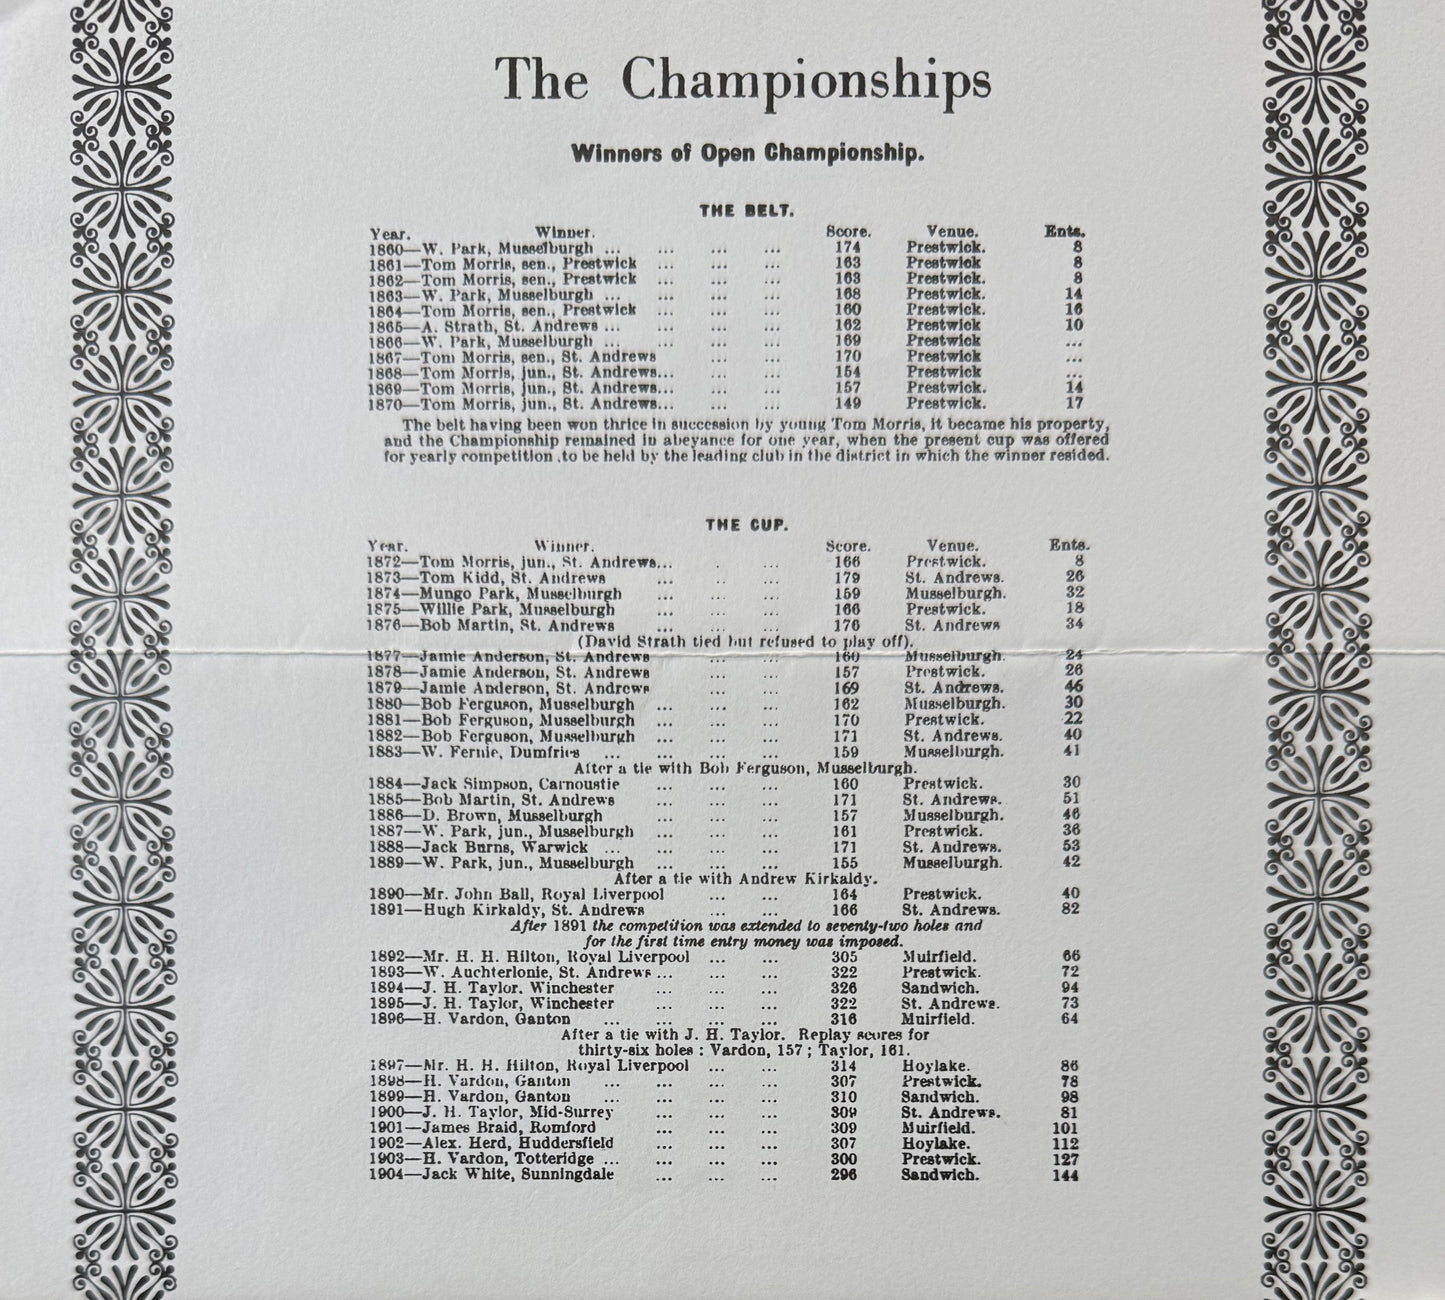 The Championships
Winners of Open Championship.
THE BELT.
Year. Winner. Score. Venue. Ents.
1860—W. Park, Musselburgh ... ... ... ... 174 Prestwick. 8
1861—Tom Morris, sen., Prestwick ... ... ... 163 Prestwick 8
1862—Tom Morris, sen., Prestwick ... ... ... 163 Prestwick. 8
1863—W. Park, Musselburgh ... ... ... ... 168 Prestwick. 14
1864—Tom Morris, sen., Prestwick ... ... ... 160 Prestwick. 16
1865—A. Strath, St. Andrews ... ... ... ... 162 Prestwick 10
1866—W. Park, Musselburgh ... ... ... ... 169 Prestwick. ...
1867—Tom Morris, sen., St. Andrews ... ... 170 Prestwick ...
1868—Tom Morris, jun., St. Andrews... ... ... 154 Prestwick ...
1869—Tom Morris, jun., St. Andrews... ... ... 157 Prestwick. 14
1870—Tom Morris, jun., St. Andrews... ... ... 149 Prestwick. 17
The belt having been won thrice in succession by young Tom Morris, it became his property,
and the Championship remained in abeyance for one year, when the present cup was offered
for yearly competition ,to be held by the leading club in the district in which the winner resided.
THE CUP.
Year. Winner. Score. Venue. Ents.
1872—Tom Morris, jun., St. Andrews... . ... 166 Prestwick. 8
1873—Tom Kidd, St. Andrews ... .. ... 179 St. Andrews. 26
1874—Mungo Park, Musselburgh ... ... ... 159 Musselburgh. 32
1875—Willie Park, Musselburgh ... ... ... 166 Prestwick. 18
1876—Bob Martin, St. Andrews ... ... ... 176 St. Andrews 34
(David Strath tied but refused to play off).
1877—Jamie Anderson, St. Andrews ... ... 160 Musselburgh. 24
1878—Jamie Anderson, St. Andrews ... ... 157 Prestwick. 26
1879—Jamie Anderson, St. Andrews ... ... 169 St. Andrews. 46
1880—Bob Ferguson, Musselburgh ... ... ... 162 Musselburgh. 30
1881—Bob Ferguson, Musselburgh ... ... ... 170 Prestwick. 22
1882—Bob Ferguson, Musselburgh ... ... ... 171 St. Andrews. 40
1883—W. Fernie, Dumfries ... ... ... ... 159 Musselburgh. 41
After a tie with Bob Ferguson, Musselburgh.
1884—Jack Simpson, Carnoustie ... ... ... 160 Prestwick. 30
1885—Bob Martin, St. Andrews ... ... ... 171 St. Andrews. 51
1886—D. Brown, Musselburgh ... ... ... 157 Musselburgh. 46
1887—W. Park, jun., Musselburgh ... ... ... 161 Prestwick. 36
1888—Jack Burns, Warwick ... ... ... ... 171 St. Andrews. 53
1889—W. Park, jun., Musselburgh ... ... ... 155 Musselburgh. 42
After a tie with Andrew Kirkaldy.
1890—Mr. John Ball, Royal Liverpool ... ... 164 Prestwick. 40
1891—Hugh Kirkaldy, St. Andrews ... ... 166 St. Andrews. 82
After 1891 the competition was extended to seventy-two holes and
for the first time entry money was imposed.
1892—Mr. H. H. Hilton, Royal Liverpool ... ... 305 Muirfield. 66
1893—W. Auchterlonie, St. Andrews ... ... ... 322 Prestwick. 72
1894—J. H. Taylor. Winchester ... ... ... 326 Sandwich. 94
1895—J. H. Taylor, Winchester ... ... ... 322 St. Andrews. 73
1896—H. Vardon, Ganton ... ... ... ... 316 Muirfield. 64
After a tie with J. H. Taylor. Replay scores for
thirty-six holes : Vardon, 157 ; Taylor, 161.
1897—Mr. H. H. Hilton, Royal Liverpool ... ... 314 Hoylake. 86
1898—H. Vardon, Ganton ... ... ... ... 307 Prestwick. 78
1899—H. Vardon, Ganton ... ... ... ... 310 Sandwich. 98
1900—J. H. Taylor, Mid-Surrey ... ... ... 309 St. Andrews. 81
1901—James Braid, Romford ... ... ... 309 Muirfield. 101
1902—Alex. Herd, Huddersfield ... ... ... 307 Hoylake. 112
1903—H. Vardon, Totteridge ... ... ... ... 300 Prestwick. 127
1904—Jack White, Sunningdale ... ... ... 296 Sandwich. 144